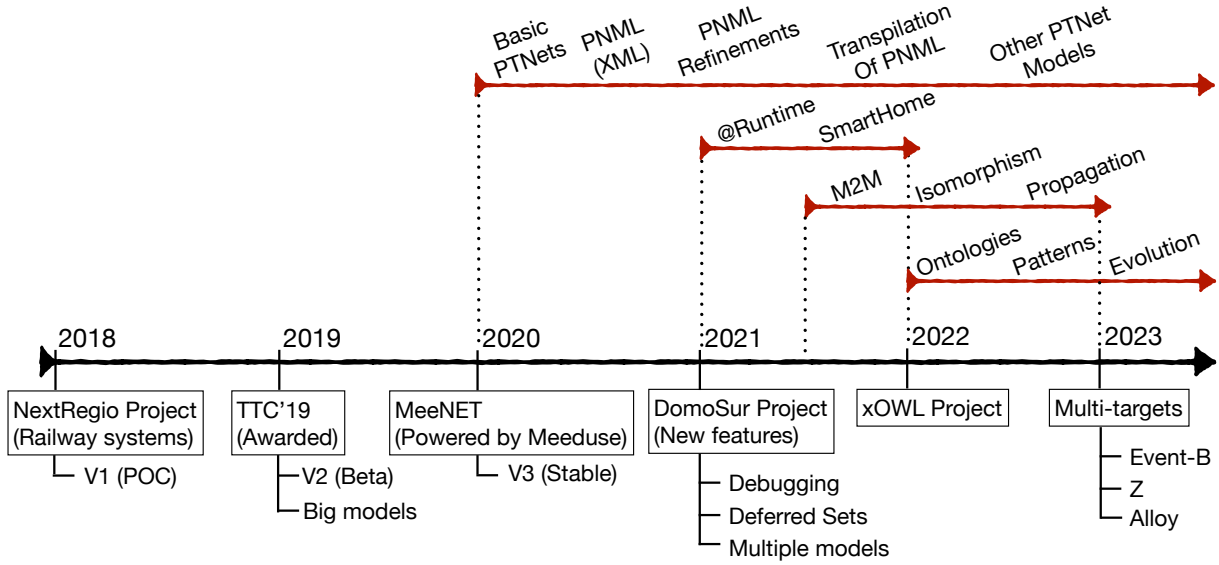 Basic
PTNets
PNML
(XML)
PNML
Refinements
Transpilation
Of PNML
Other PTNet
Models
@Runtime
SmartHome
M2M
Isomorphism
Propagation
Ontologies
Patterns
Evolution
2018
2019
2020
2021
2022
2023
NextRegio Project
(Railway systems)
V1 (POC)
TTC'19
(Awarded)
V2 (Beta)
Big models
MeeNET
(Powered by Meeduse)
V3 (Stable)
DomoSur Project
(New features)
Debugging
Deferred Sets
Multiple models
xOWL Project
Multi-targets
Event-B
Z
Alloy